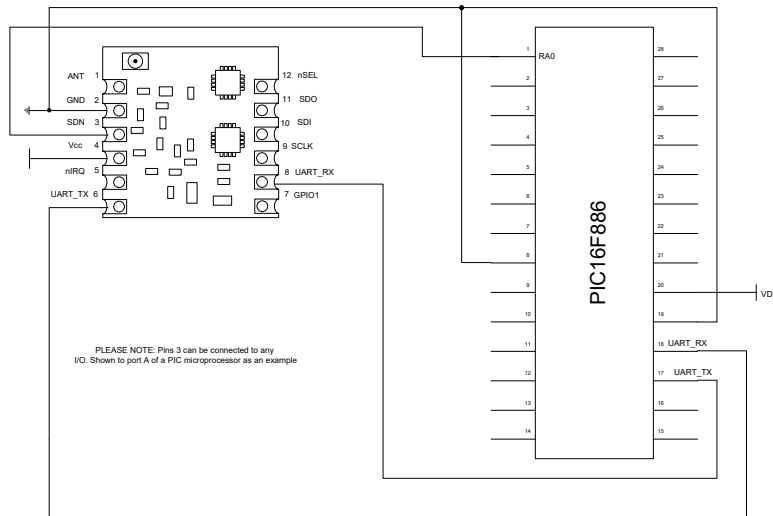 ANT 1
GND 2
SDN 3
Vcc 4
nIRQ 5
UART_TX 6
12 nSEL
11 SDO
10 SDI
9 SCLK
8 UART_RX
7 GPIO1
PLEASE NOTE: Pins 3 can be connected to any
I/O. Shown to port A of a PIC microprocessor as an example
PIC16F886
1 RA0
2
3
4
5
6
7
8
9
10
11
12
13
14
28
27
26
25
24
23
22
21
20 VD
19
18 UART_RX
17 UART_TX
16
15